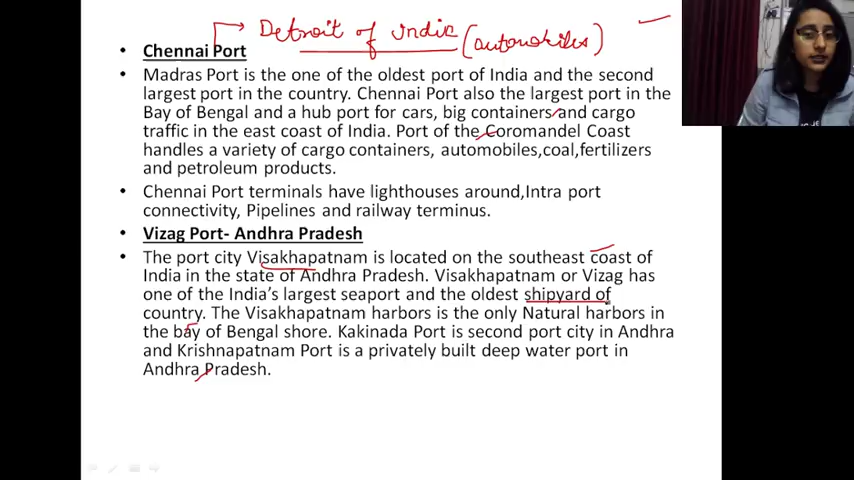 Detroit of india (automobiles)
• Chennai Port
• Madras Port is the one of the oldest port of India and the second
largest port in the country. Chennai Port also the largest port in the
Bay of Bengal and a hub port for cars, big containers and cargo
traffic in the east coast of India. Port of the Coromandel Coast
handles a variety of cargo containers, automobiles,coal,fertilizers
and petroleum products.
• Chennai Port terminals have lighthouses around,Intra port
connectivity, Pipelines and railway terminus.
• Vizag Port- Andhra Pradesh
• The port city Visakhapatnam is located on the southeast coast of
India in the state of Andhra Pradesh. Visakhapatnam or Vizag has
one of the India's largest seaport and the oldest shipyard of
country. The Visakhapatnam harbors is the only Natural harbors in
the bay of Bengal shore. Kakinada Port is second port city in Andhra
and Krishnapatnam Port is a privately built deep water port in
Andhra Pradesh.